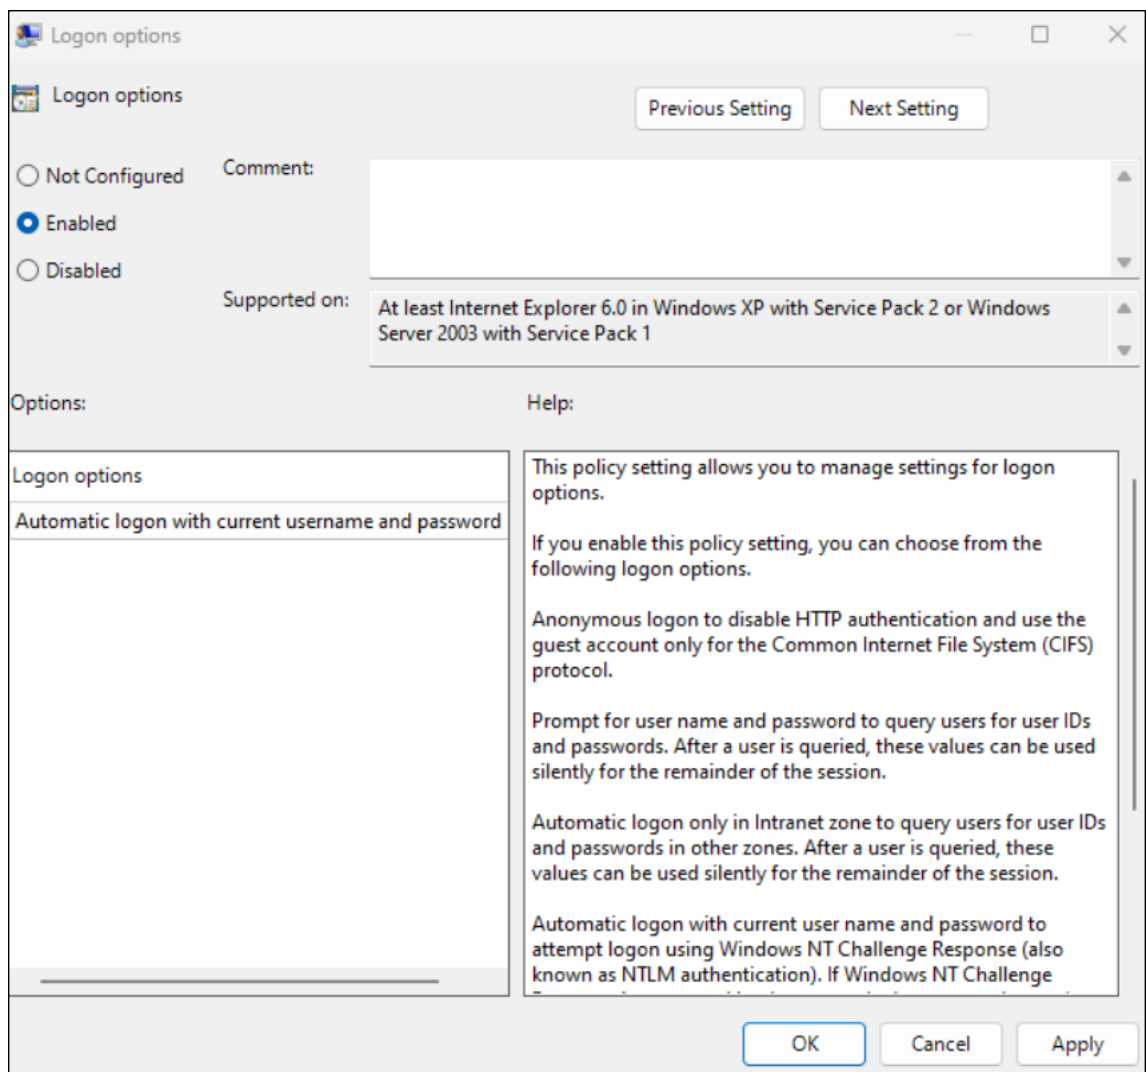 Logon options
Logon options
Previous Setting
Next Setting
Not Configured
Enabled
Disabled
Comment:
Supported on:
At least Internet Explorer 6.0 in Windows XP with Service Pack 2 or Windows
Server 2003 with Service Pack 1
Options:
Help:
Logon options
Automatic logon with current username and password
This policy setting allows you to manage settings for logon
options.
If you enable this policy setting, you can choose from the
following logon options.
Anonymous logon to disable HTTP authentication and use the
guest account only for the Common Internet File System (CIFS)
protocol.
Prompt for user name and password to query users for user IDs
and passwords. After a user is queried, these values can be used
silently for the remainder of the session.
Automatic logon only in Intranet zone to query users for user IDs
and passwords in other zones. After a user is queried, these
values can be used silently for the remainder of the session.
Automatic logon with current user name and password to
attempt logon using Windows NT Challenge Response (also
known as NTLM authentication). If Windows NT Challenge
OK
Cancel
Apply